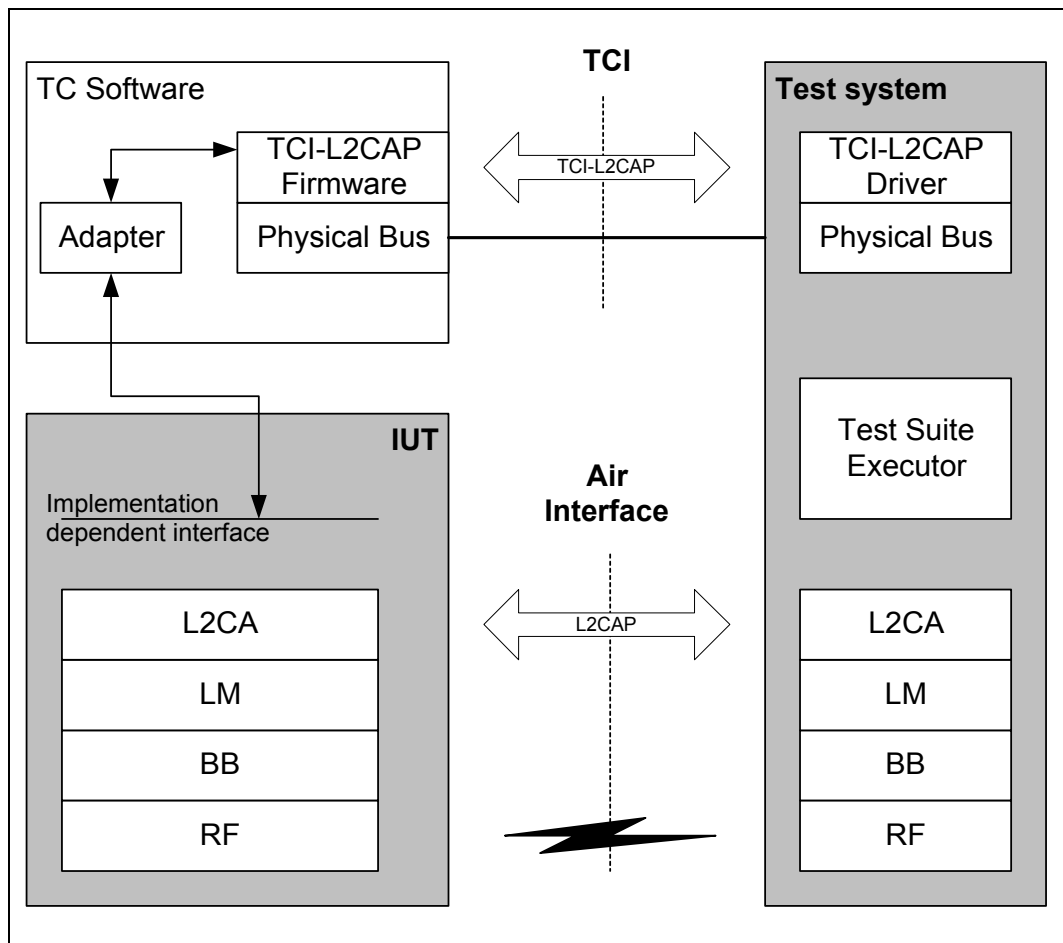 TC Software
TCI-L2CAP
Firmware
Physical Bus
Adapter
TCI
TCI-L2CAP
Test system
TCI-L2CAP
Driver
Physical Bus
Test Suite
Executor
IUT
Implementation
dependent interface
L2CA
LM
BB
RF
Air
Interface
L2CAP
L2CA
LM
BB
RF